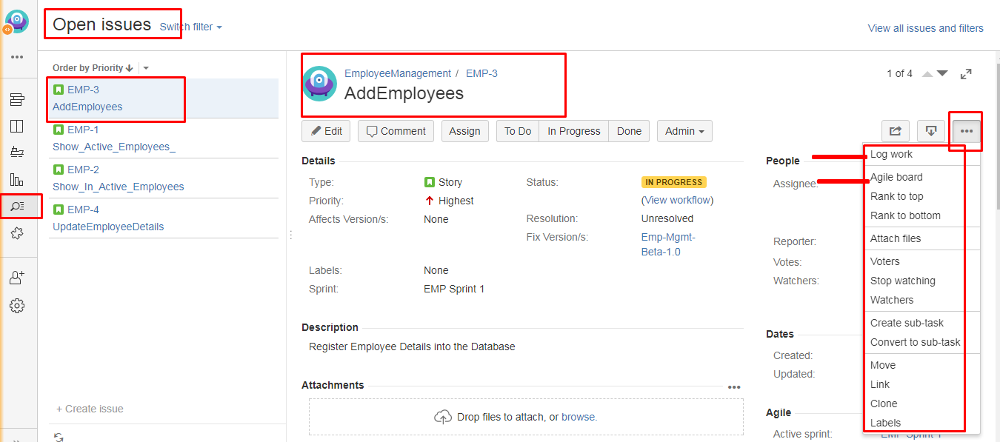 Open issues Switch filter
View all issues and filters
Order by Priority
EMP-3
AddEmployees
EMP-1
Show_Active_Employees_
EMP-2
Show_In_Active_Employees
EMP-4
UpdateEmployeeDetails
+ Create issue
EmployeeManagement / EMP-3
AddEmployees
1 of 4
Edit Comment Assign To Do In Progress Done Admin
Details
Type: Story
Priority: Highest
Affects Version/s: None
Labels: None
Sprint: EMP Sprint 1
Status: IN PROGRESS
(View workflow)
Resolution: Unresolved
Fix Version/s: Emp-Mgmt-
Beta-1.0
Description
Register Employee Details into the Database
Attachments
Drop files to attach, or browse.
People
Assignee:
Reporter:
Votes:
Watchers:
Dates
Created:
Updated:
Agile
Active sprint: EMP Sprint 1
Log work
Agile board
Rank to top
Rank to bottom
Attach files
Voters
Stop watching
Watchers
Create sub-task
Convert to sub-task
Move
Link
Clone
Labels